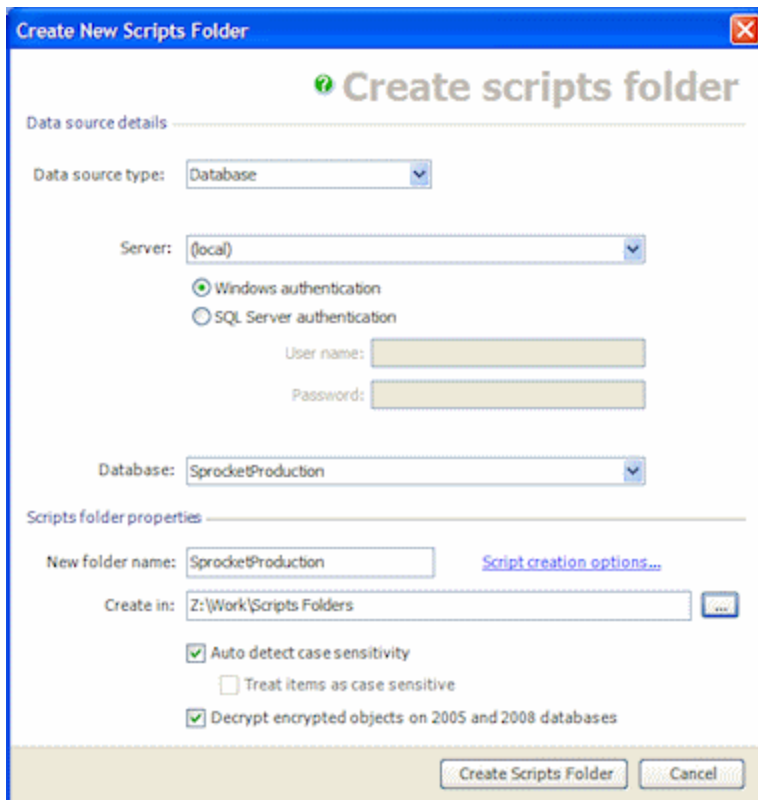 Create New Scripts Folder
? Create scripts folder
Data source details
Data source type: Database
Server: (local)
Windows authentication
SQL Server authentication
User name:
Password:
Database: SprocketProduction
Scripts folder properties
New folder name: SprocketProduction Script creation options...
Create in: Z:\Work\Scripts Folders ...
Auto detect case sensitivity
Treat items as case sensitive
Decrypt encrypted objects on 2005 and 2008 databases
Create Scripts Folder Cancel